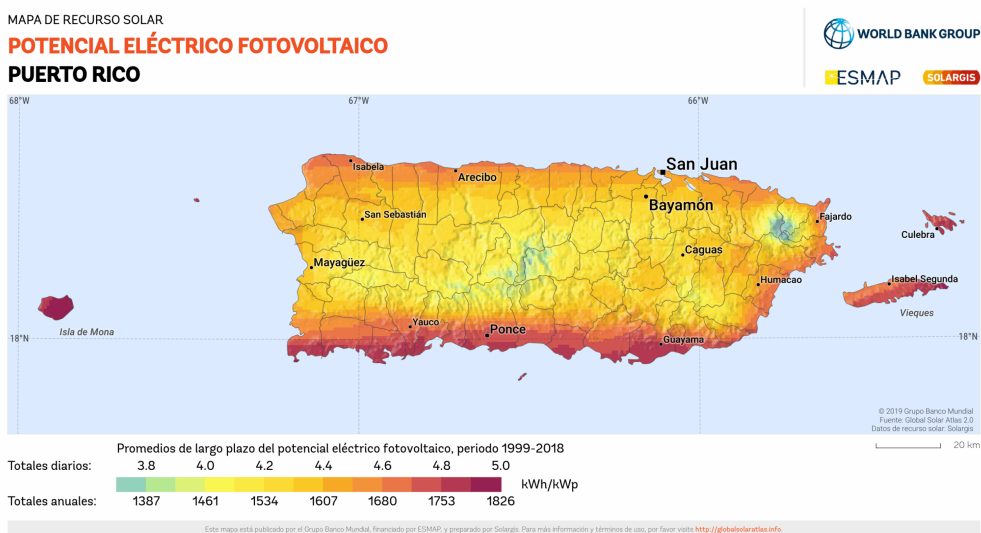 MAPA DE RECURSO SOLAR
POTENCIAL ELÉCTRICO FOTOVOLTAICO
PUERTO RICO
WORLD BANK GROUP
ESMAP
SOLARGIS
68°W
67°W
66°W
Isabela
Arecibo
San Juan
Bayamón
San Sebastián
Fajardo
Culebra
Caguas
Mayagüez
Humacao
Isabel Segunda
Vieques
Isla de Mona
Yauco
Ponce
Guayama
18°N
18°N
© 2019 Grupo Banco Mundial
Fuente: Global Solar Atlas 2.0
Datos de recurso solar: Solargis
20 km
Promedios de largo plazo del potencial eléctrico fotovoltaico, periodo 1999-2018
Totales diarios: 3.8 4.0 4.2 4.4 4.6 4.8 5.0
kWh/kWp
Totales anuales: 1387 1461 1534 1607 1680 1753 1826
Este mapa está publicado por el Grupo Banco Mundial, financiado por ESMAP, y preparado por Solargis. Para más información y términos de uso, por favor visite http://globalsolaratlas.info.